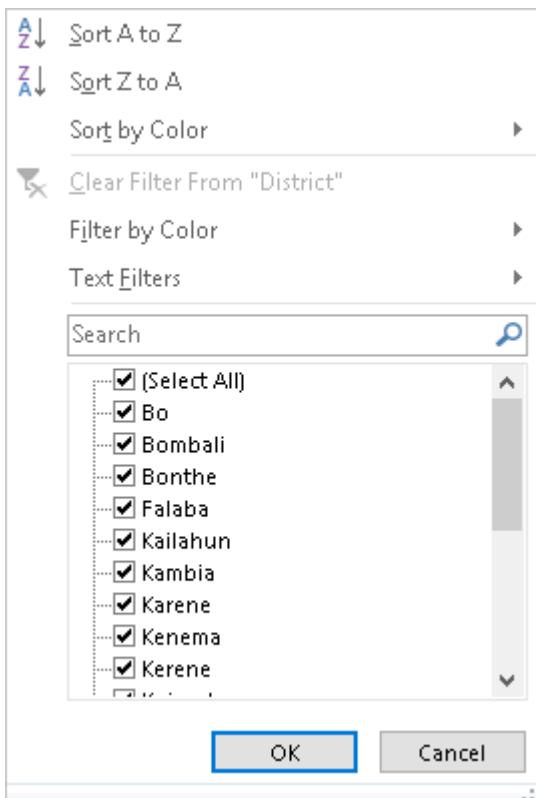 Sort A to Z
Sort Z to A
Sort by Color
Clear Filter From "District"
Filter by Color
Text Filters
Search
(Select All)
Bo
Bombali
Bonthe
Falaba
Kailahun
Kambia
Karene
Kenema
Kerene
OK Cancel